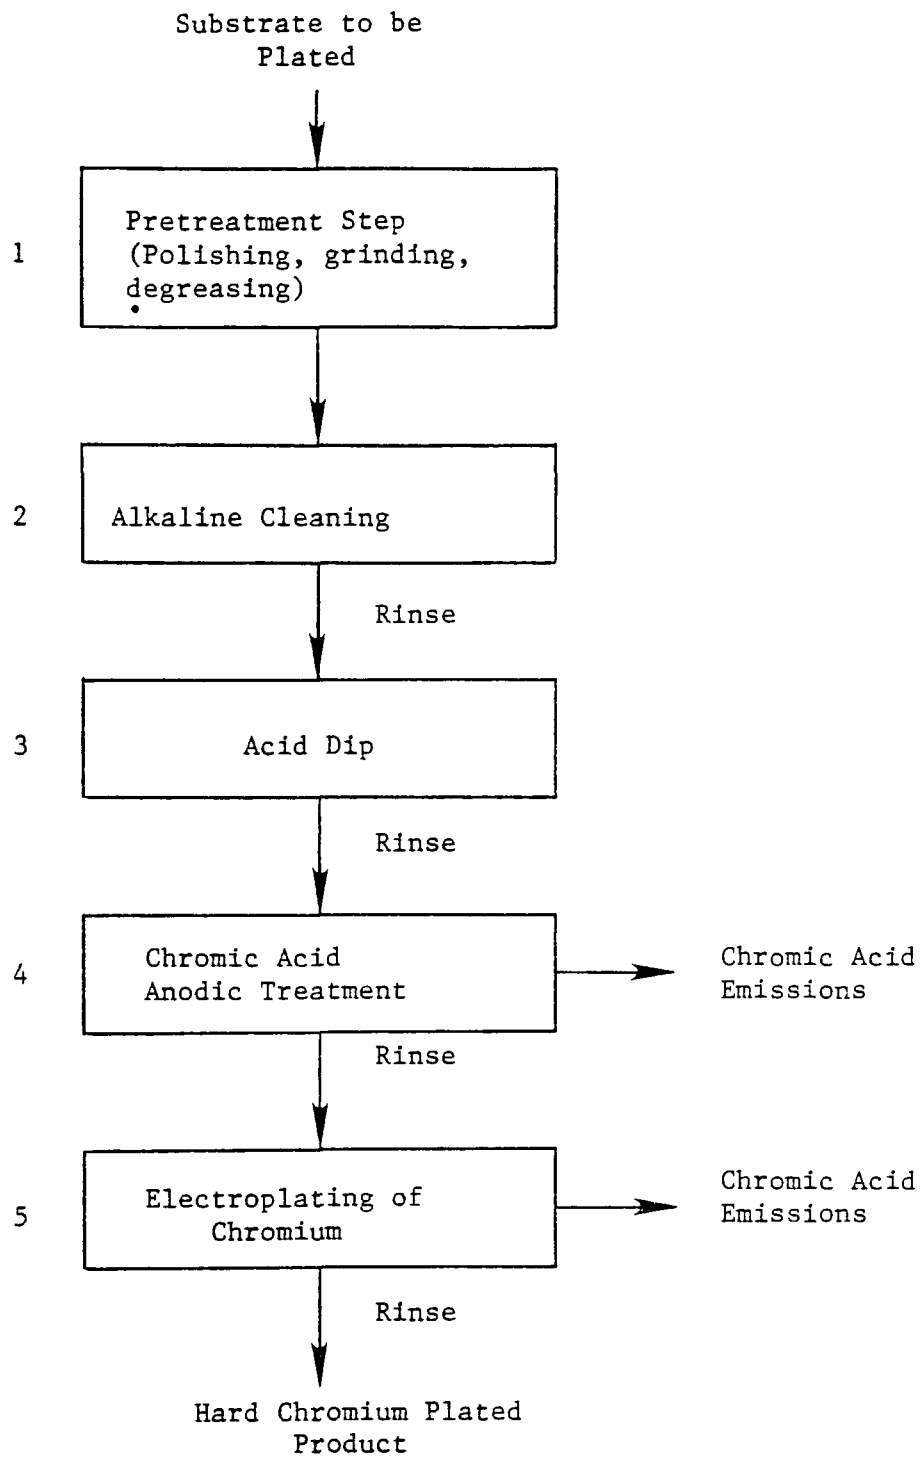 Substrate to be
Plated
1
Pretreatment Step
(Polishing, grinding,
degreasing)
2
Alkaline Cleaning
Rinse
3
Acid Dip
Rinse
4
Chromic Acid
Anodic Treatment
Chromic Acid
Emissions
Rinse
5
Electroplating of
Chromium
Chromic Acid
Emissions
Rinse
Hard Chromium Plated
Product